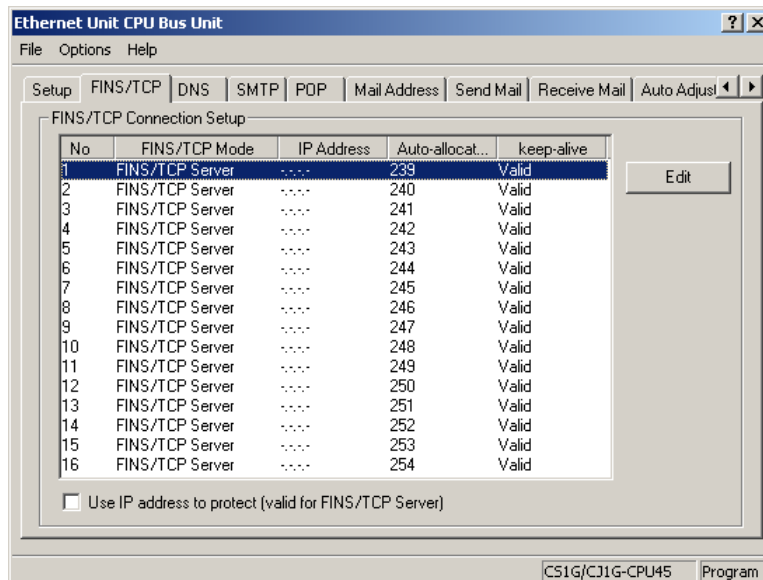 Ethernet Unit CPU Bus Unit
File Options Help
Setup FINS/TCP DNS SMTP POP Mail Address Send Mail Receive Mail Auto Adjust
FINS/TCP Connection Setup
No FINS/TCP Mode IP Address Auto-allocat... keep-alive
1 FINS/TCP Server -.-.-.- 239 Valid
Edit
2 FINS/TCP Server -.-.-.- 240 Valid
3 FINS/TCP Server -.-.-.- 241 Valid
4 FINS/TCP Server -.-.-.- 242 Valid
5 FINS/TCP Server -.-.-.- 243 Valid
6 FINS/TCP Server -.-.-.- 244 Valid
7 FINS/TCP Server -.-.-.- 245 Valid
8 FINS/TCP Server -.-.-.- 246 Valid
9 FINS/TCP Server -.-.-.- 247 Valid
10 FINS/TCP Server -.-.-.- 248 Valid
11 FINS/TCP Server -.-.-.- 249 Valid
12 FINS/TCP Server -.-.-.- 250 Valid
13 FINS/TCP Server -.-.-.- 251 Valid
14 FINS/TCP Server -.-.-.- 252 Valid
15 FINS/TCP Server -.-.-.- 253 Valid
16 FINS/TCP Server -.-.-.- 254 Valid
Use IP address to protect (valid for FINS/TCP Server)
CS1G/CJ1G-CPU45 Program